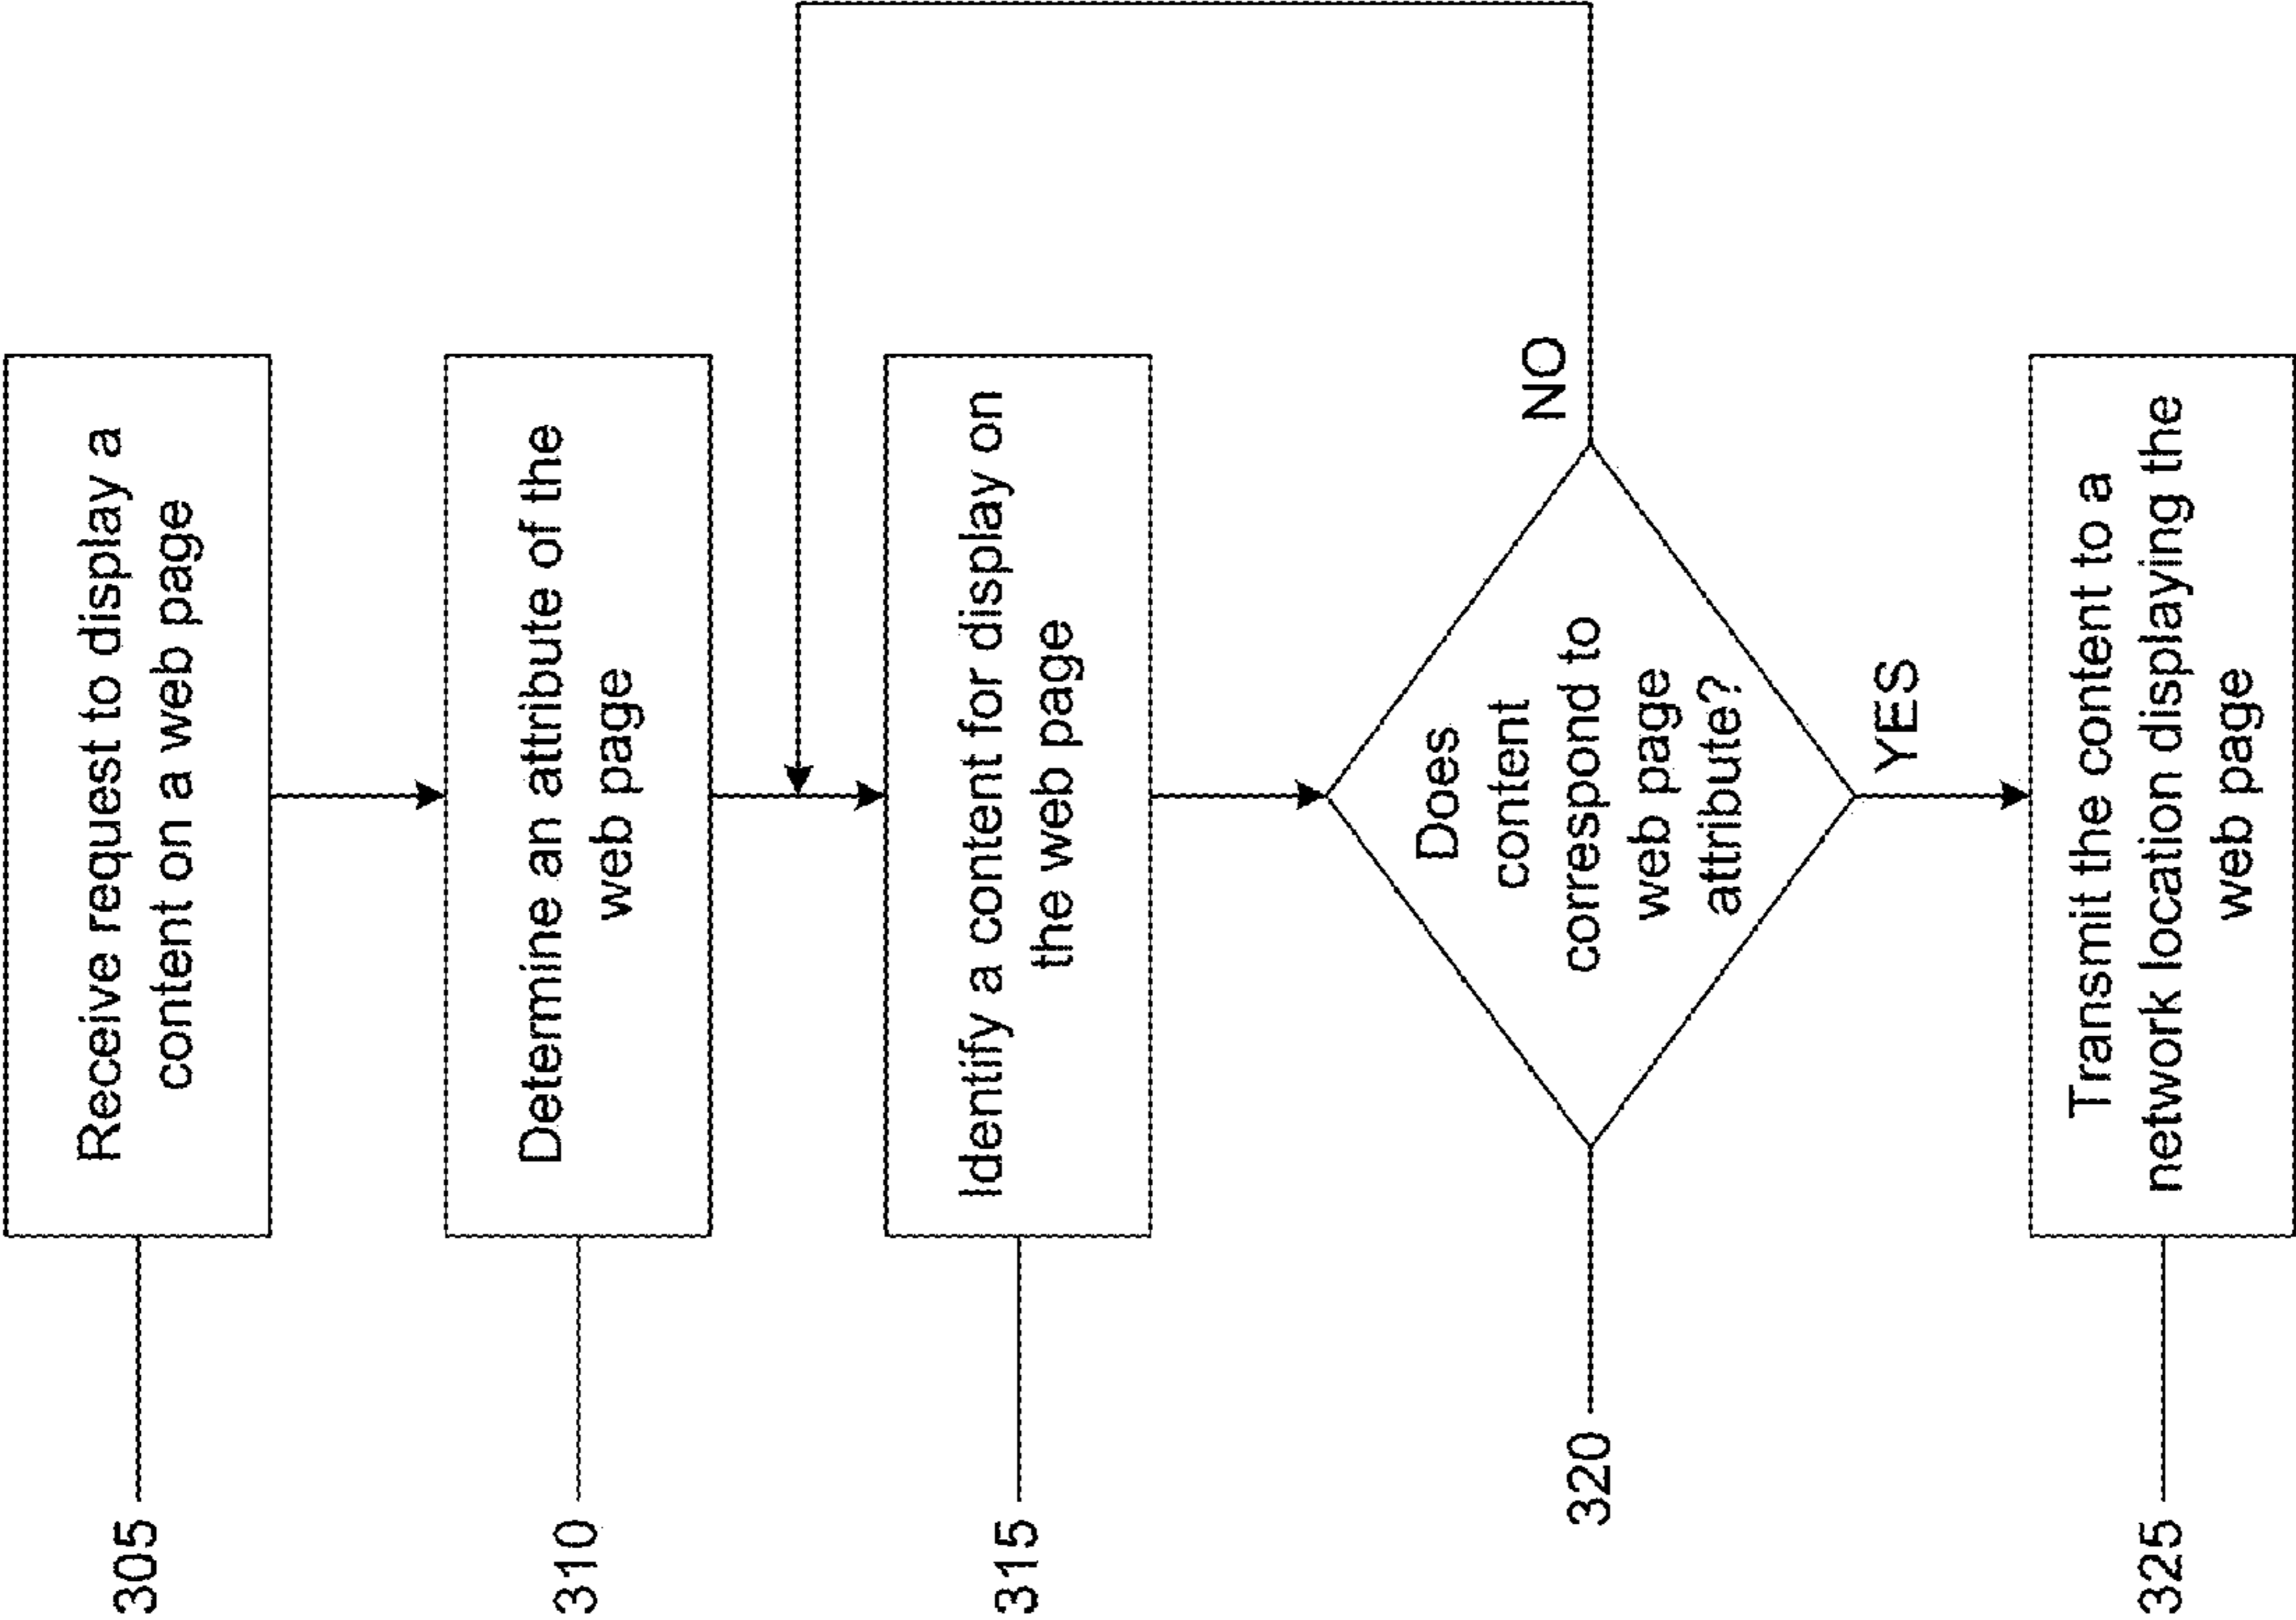 305
Receive request to display a
content on a web page
310
Determine an attribute of the
web page
315
Identify a content for display on
the web page
320
Does
content
correspond to
web page
attribute?
NO
YES
325
Transmit the content to a
network location displaying the
web page